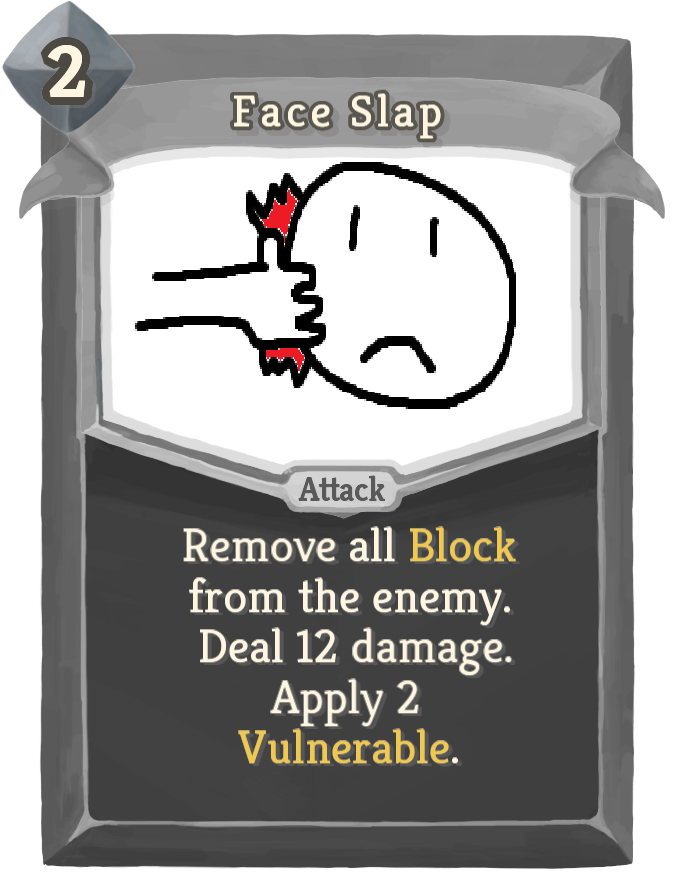 2
Face Slap
Attack
Remove all Block
from the enemy.
Deal 12 damage.
Apply 2
Vulnerable.